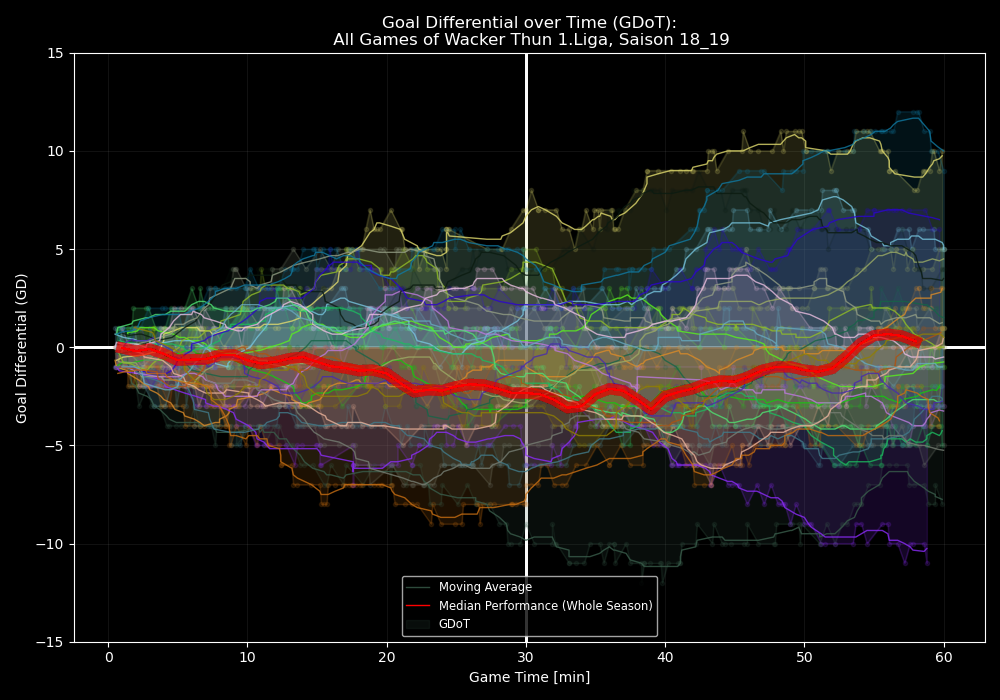 Goal Differential over Time (GDoT):
All Games of Wacker Thun 1.Liga, Saison 18_19
15
10
5
0
−5
−10
−15
Goal Differential (GD)
Moving Average
Median Performance (Whole Season)
GDoT
0 10 20 30 40 50 60
Game Time [min]